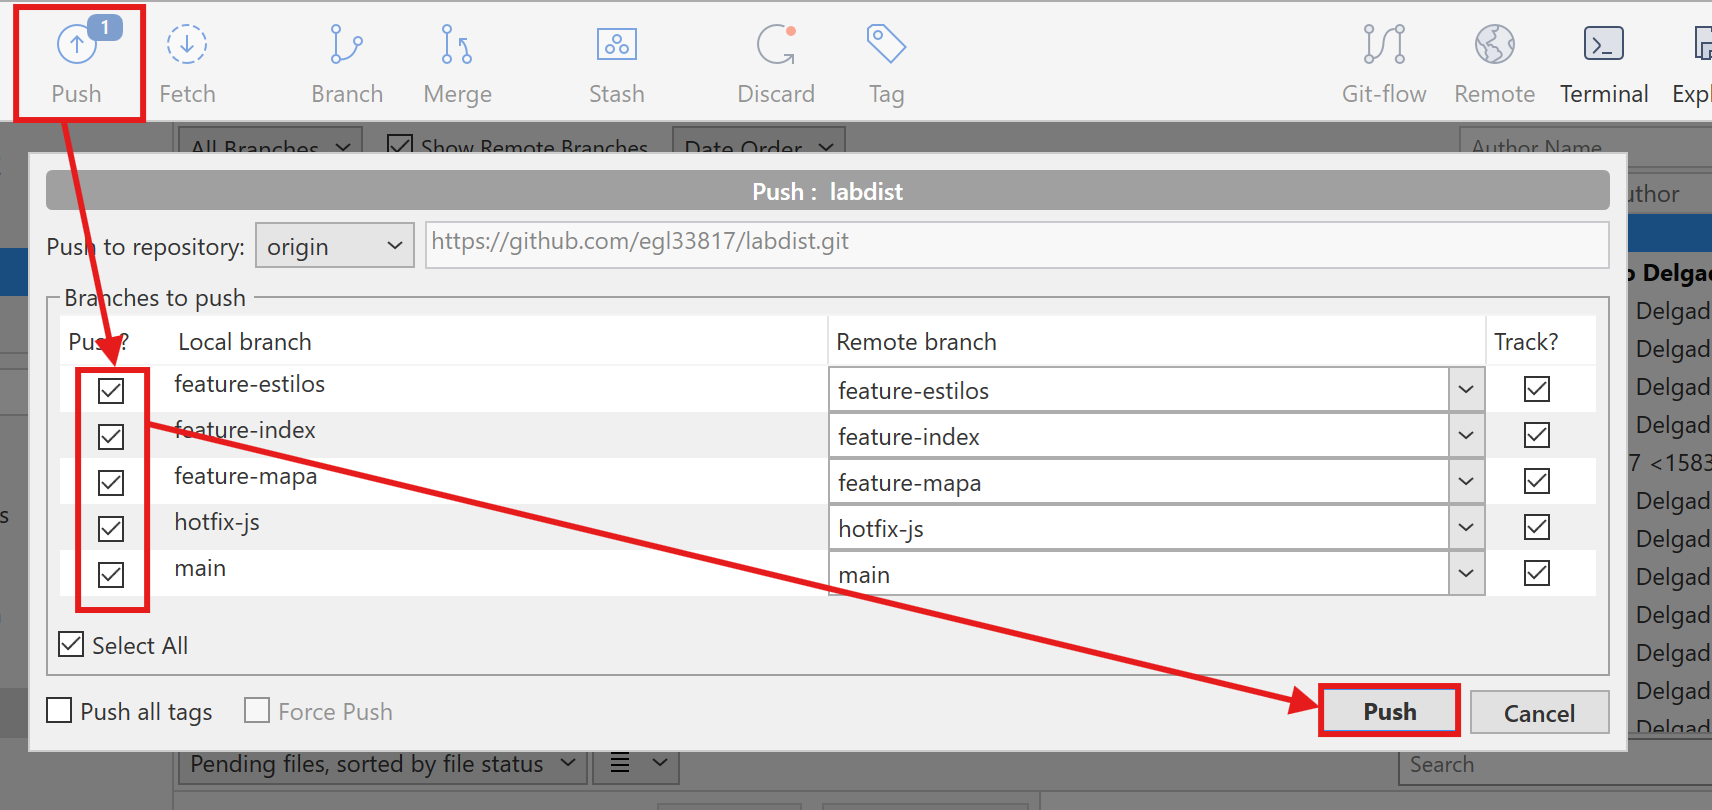 1
Push Fetch Branch Merge Stash Discard Tag Git-flow Remote Terminal Expl
All Branches Show Remote Branches Date Order Author Name
Push : labdist
uthor
Push to repository: origin https://github.com/egl33817/labdist.git
o Delgad
Branches to push
Delgad
Push? Local branch Remote branch Track?
Delgad
feature-estilos feature-estilos
Delgad
feature-index feature-index
Delgad
7 <1583
feature-mapa feature-mapa
Delgad
hotfix-js hotfix-js
s
Delgad
main main
Delgad
Delgad
Select All
Delgad
Delgad
Push all tags Force Push Push Cancel
Delgad
Pending files, sorted by file status Search